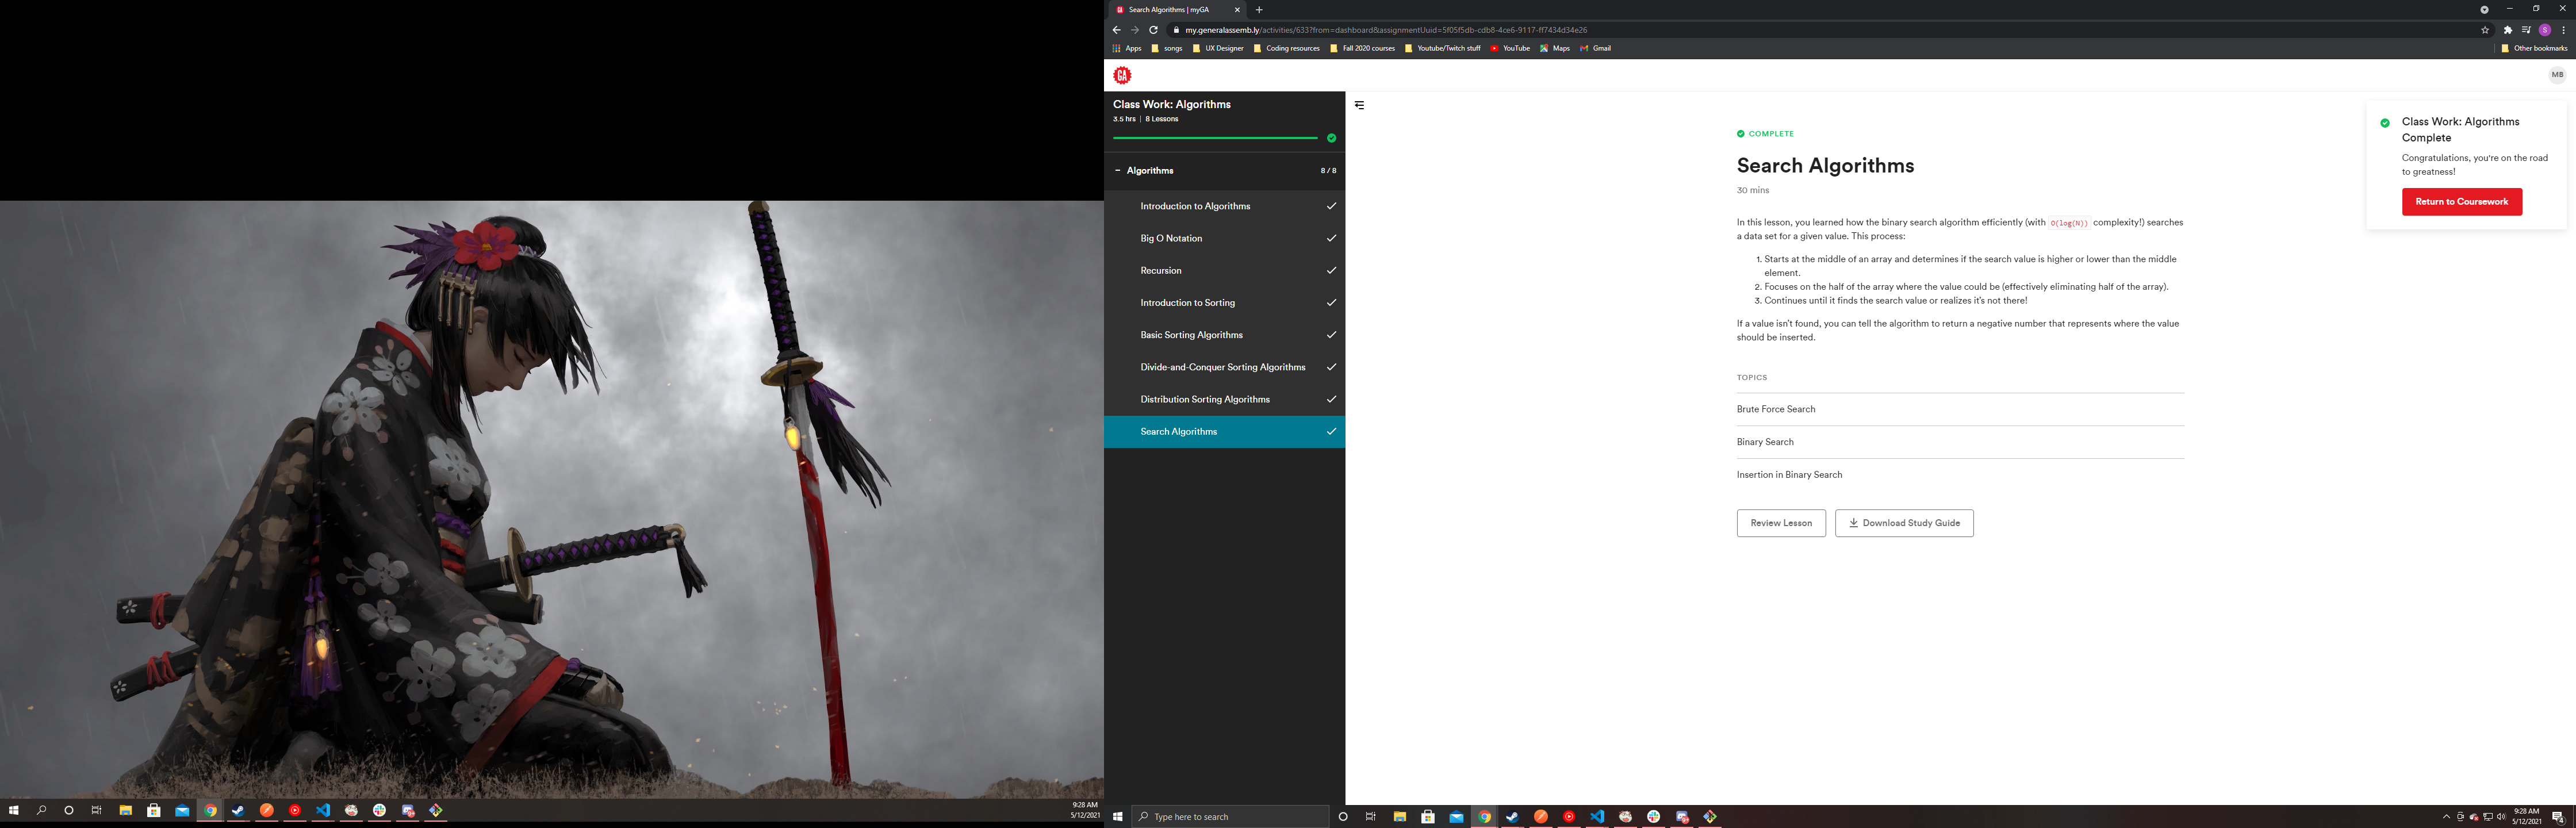 Search Algorithms | myGA
my.generalassemb.ly/activities/633?from=dashboard&assignmentUuid=5f05f5db-cdb8-4ce6-9117-ff7434d34e26
Apps songs UX Designer Coding resources Fall 2020 courses Youtube/Twitch stuff YouTube Maps Gmail Other bookmarks
S
GA
MB
Class Work: Algorithms
3.5 hrs | 8 Lessons
Algorithms 8 / 8
Introduction to Algorithms
Big O Notation
Recursion
Introduction to Sorting
Basic Sorting Algorithms
Divide-and-Conquer Sorting Algorithms
Distribution Sorting Algorithms
Search Algorithms
COMPLETE
Search Algorithms
30 mins
In this lesson, you learned how the binary search algorithm efficiently (with O(log(N)) complexity!) searches
a data set for a given value. This process:
1. Starts at the middle of an array and determines if the search value is higher or lower than the middle
element.
2. Focuses on the half of the array where the value could be (effectively eliminating half of the array).
3. Continues until it finds the search value or realizes it's not there!
If a value isn't found, you can tell the algorithm to return a negative number that represents where the value
should be inserted.
TOPICS
Brute Force Search
Binary Search
Insertion in Binary Search
Review Lesson
Download Study Guide
Class Work: Algorithms
Complete
Congratulations, you're on the road
to greatness!
Return to Coursework
9:28 AM
5/12/2021
Type here to search
9:28 AM
5/12/2021
4